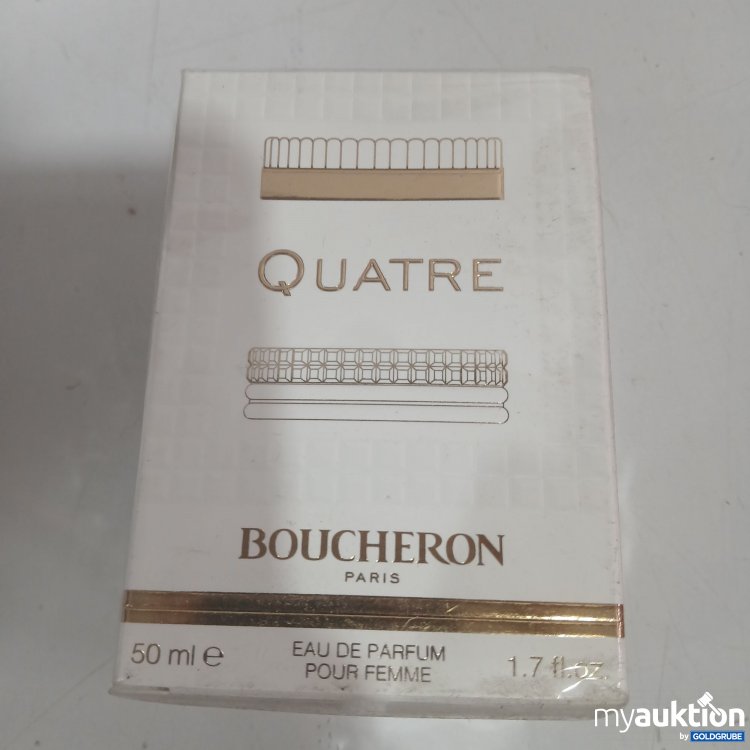 QUATRE
BOUCHERON
PARIS
50 ml e
EAU DE PARFUM
POUR FEMME
1.7 fl.oz.
myauktion
by GOLDGRUBE